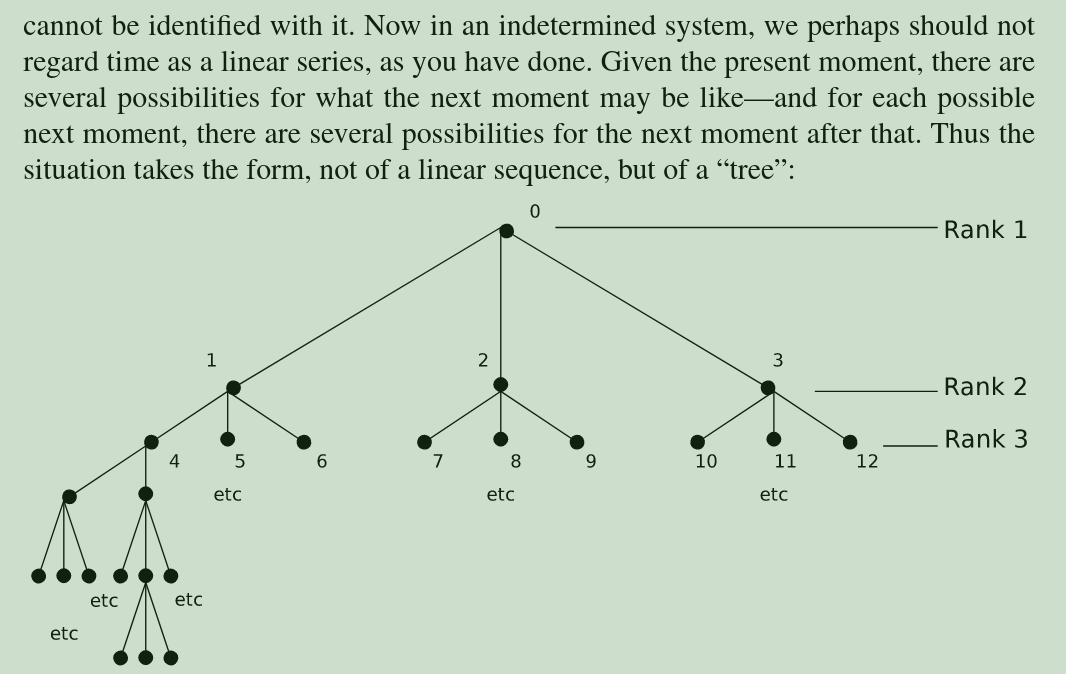 cannot be identified with it. Now in an indetermined system, we perhaps should not
regard time as a linear series, as you have done. Given the present moment, there are
several possibilities for what the next moment may be like—and for each possible
next moment, there are several possibilities for the next moment after that. Thus the
situation takes the form, not of a linear sequence, but of a “tree”:
0
Rank 1
1 2 3
Rank 2
Rank 3
4 5 6 7 8 9 10 11 12
etc etc etc
etc etc
etc